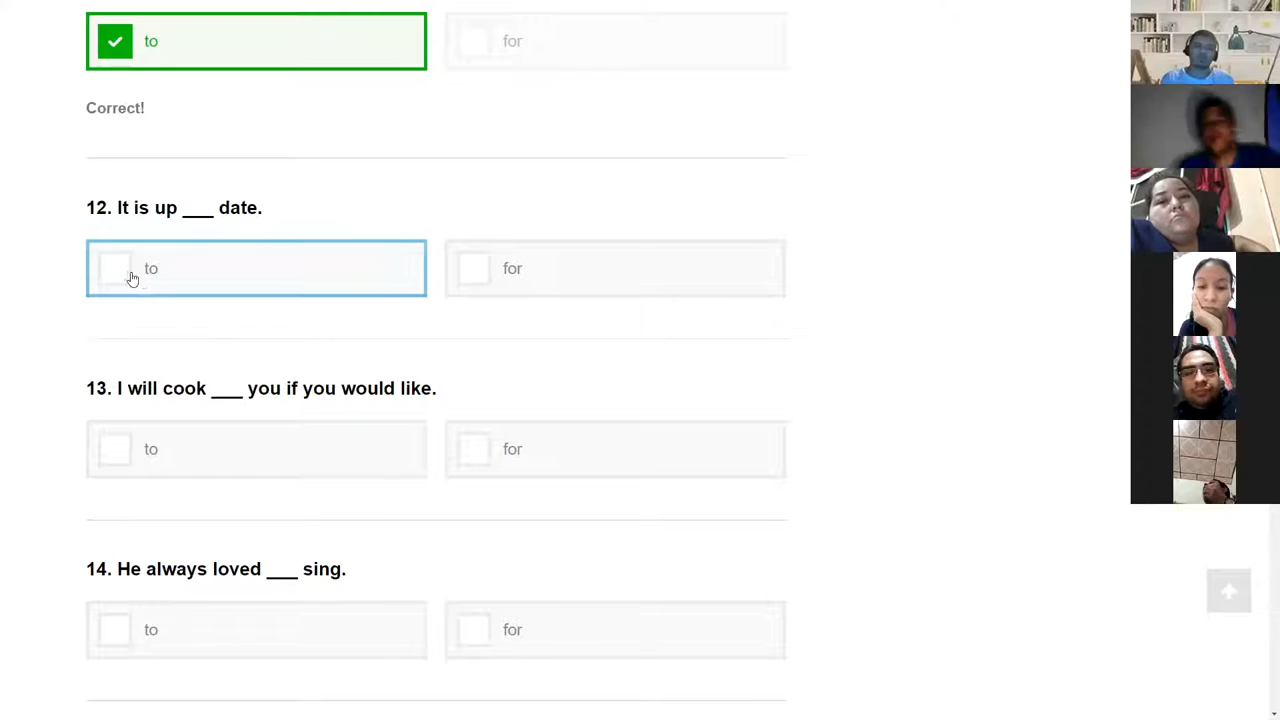 to
for
Correct!
12. It is up ___ date.
to
for
13. I will cook ___ you if you would like.
to
for
14. He always loved ___ sing.
to
for